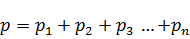 p = p₁ + p₂ + p₃ … + pₙ